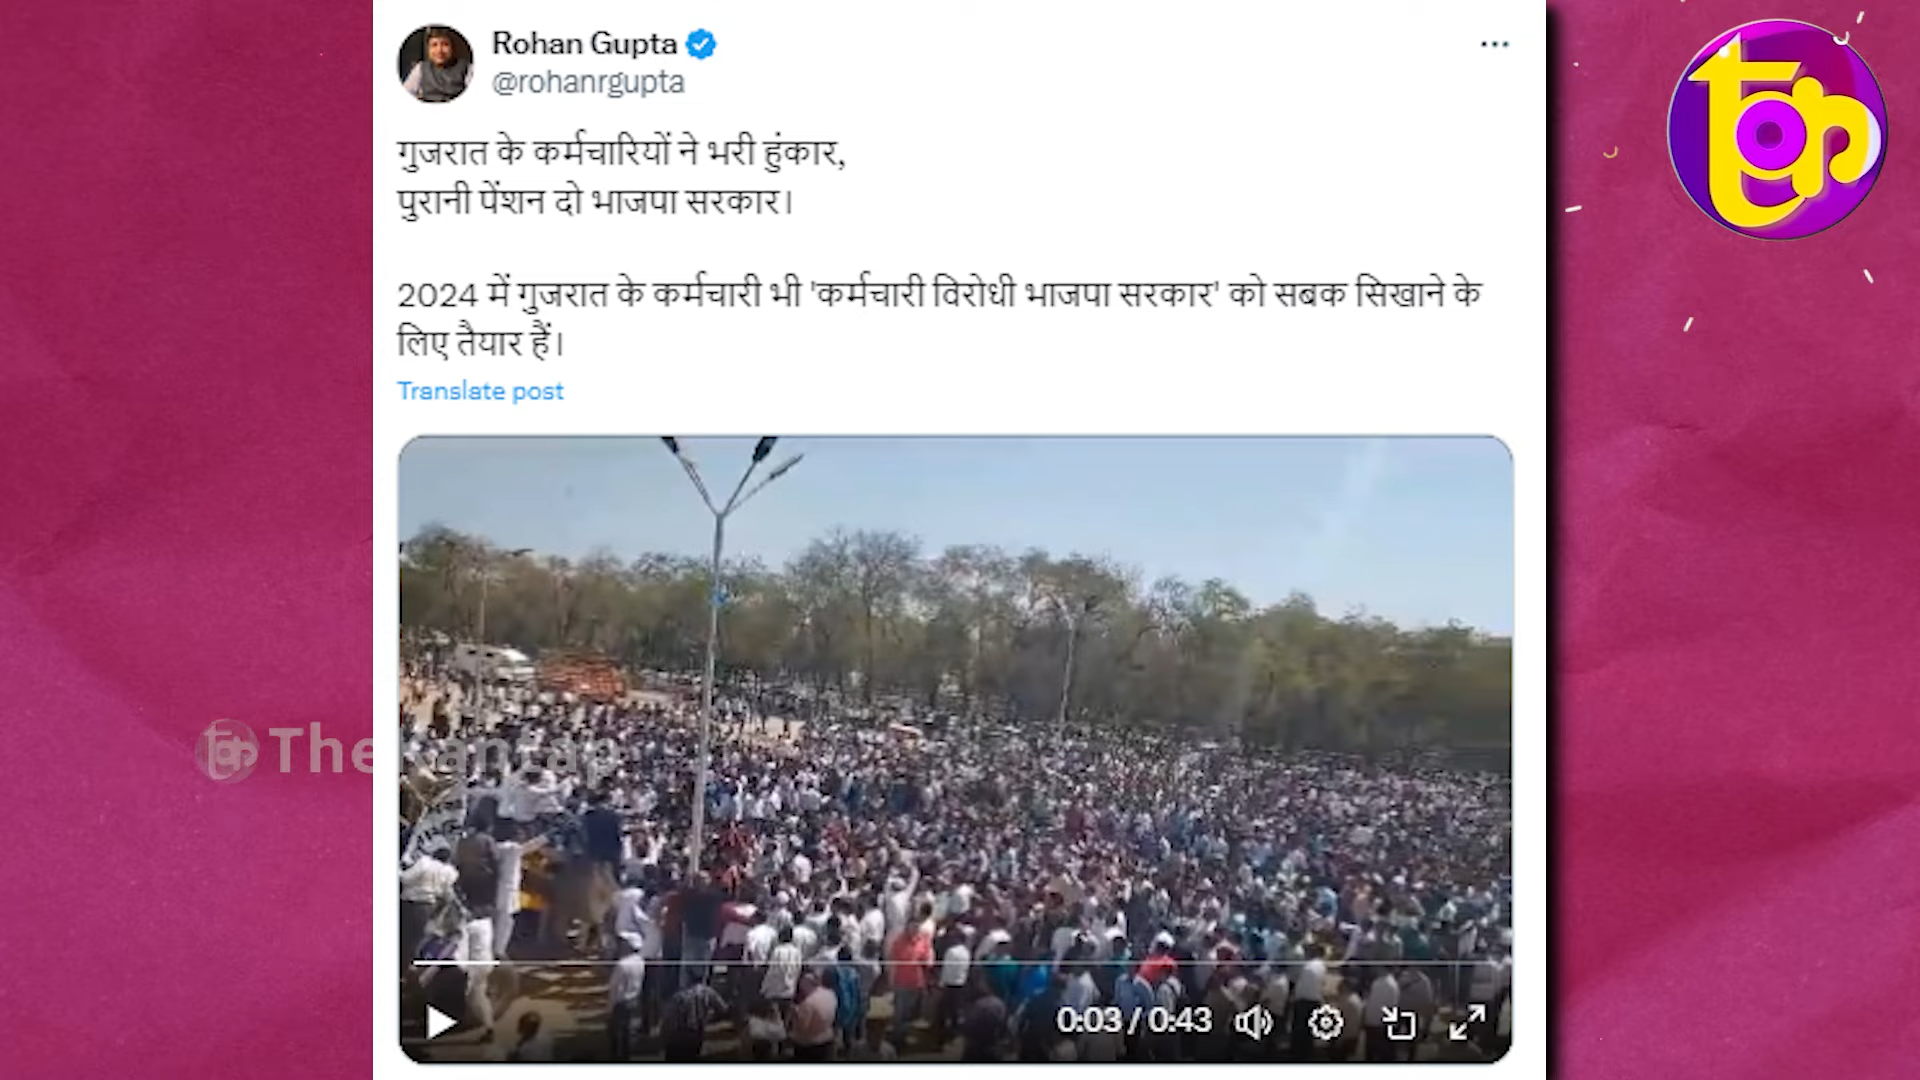 Rohan Gupta
@rohanrgupta
गुजरात के कर्मचारियों ने भरी हुंकार,
पुरानी पेंशन दो भाजपा सरकार।
2024 में गुजरात के कर्मचारी भी 'कर्मचारी विरोधी भाजपा सरकार' को सबक सिखाने के
लिए तैयार हैं।
Translate post
@TheKantap
0:03 / 0:43